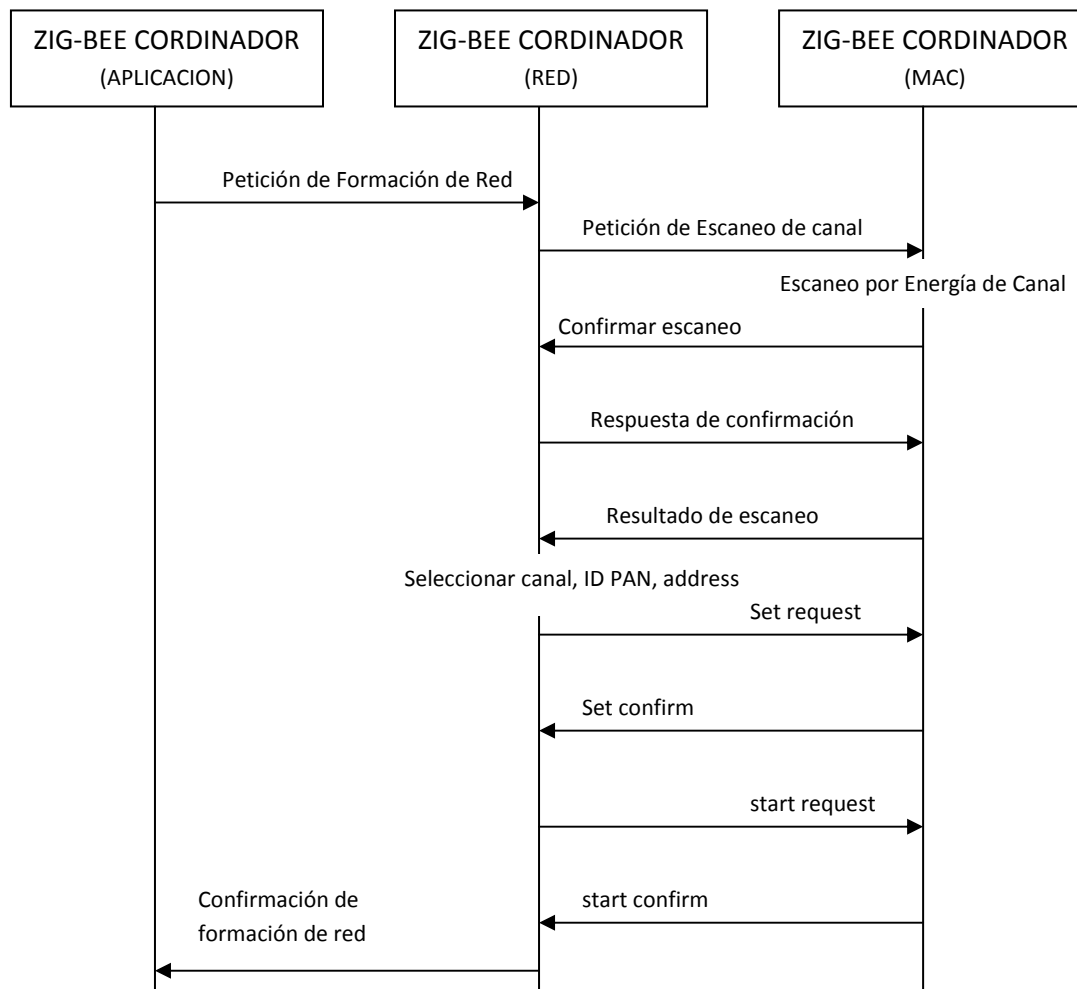 ZIG-BEE CORDINADOR
(APLICACION)
ZIG-BEE CORDINADOR
(RED)
ZIG-BEE CORDINADOR
(MAC)
Petición de Formación de Red
Petición de Escaneo de canal
Escaneo por Energía de Canal
Confirmar escaneo
Respuesta de confirmación
Resultado de escaneo
Seleccionar canal, ID PAN, address
Set request
Set confirm
start request
start confirm
Confirmación de
formación de red